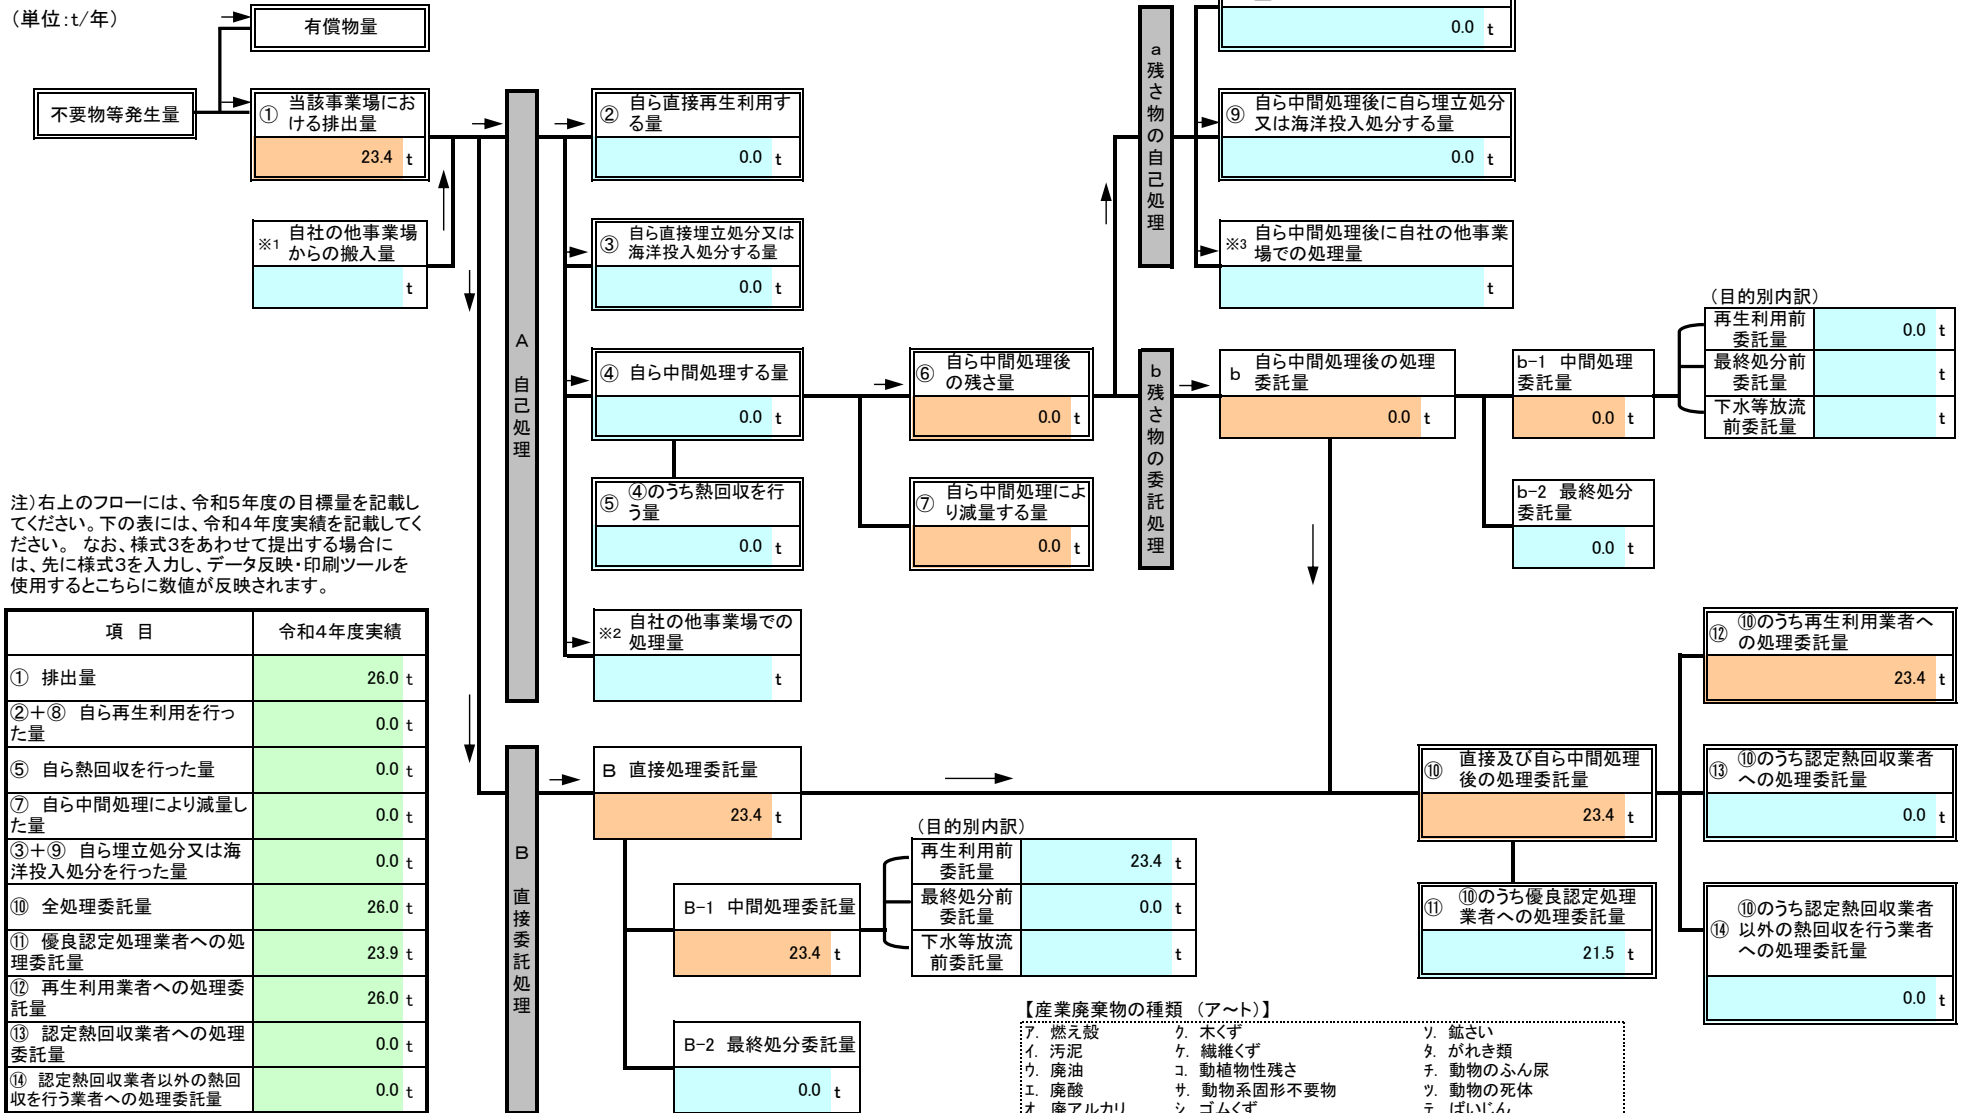 （単位:t/年）
有償物量
不要物等発生量
① 当該事業場にお
ける排出量
23.4 t
※1 自社の他事業場
からの搬入量
t
A 自己処理
② 自ら直接再生利用す
る量
0.0 t
③ 自ら直接埋立処分又は
海洋投入処分する量
0.0 t
④ 自ら中間処理する量
0.0 t
⑤ ④のうち熱回収を行
う量
0.0 t
※2 自社の他事業場での
処理量
t
⑥ 自ら中間処理後
の残さ量
0.0 t
⑦ 自ら中間処理によ
り減量する量
0.0 t
a 残さ物の自己処理
0.0 t
⑨ 自ら中間処理後に自ら埋立処分
又は海洋投入処分する量
0.0 t
※3 自ら中間処理後に自社の他事業
場での処理量
t
b 残さ物の委託処理
b 自ら中間処理後の処理
委託量
0.0 t
b-1 中間処理
委託量
0.0 t
b-2 最終処分
委託量
0.0 t
（目的別内訳）
再生利用前
委託量
0.0 t
最終処分前
委託量
t
下水等放流
前委託量
注）右上のフローには、令和5年度の目標量を記載し
てください。下の表には、令和4年度実績を記載してく
ださい。 なお、様式3をあわせて提出する場合に
は、先に様式3を入力し、データ反映・印刷ツールを
使用するとこちらに数値が反映されます。
項 目 令和4年度実績
① 排出量 26.0 t
②＋⑧ 自ら再生利用を行っ
た量 0.0 t
⑤ 自ら熱回収を行った量 0.0 t
⑦ 自ら中間処理により減量し
た量 0.0 t
③＋⑨ 自ら埋立処分又は海
洋投入処分を行った量 0.0 t
⑩ 全処理委託量 26.0 t
⑪ 優良認定処理業者への処
理委託量 23.9 t
⑫ 再生利用業者への処理委
託量 26.0 t
⑬ 認定熱回収業者への処理
委託量 0.0 t
⑭ 認定熱回収業者以外の熱回
収を行う業者への処理委託量 0.0 t
B 直接委託処理
B 直接処理委託量
23.4 t
B-1 中間処理委託量
23.4 t
B-2 最終処分委託量
0.0 t
（目的別内訳）
再生利用前
委託量
23.4 t
最終処分前
委託量
0.0 t
下水等放流
前委託量
t
⑩ 直接及び自ら中間処理
後の処理委託量
23.4 t
⑪ ⑩のうち優良認定処理
業者への処理委託量
21.5 t
⑫ ⑩のうち再生利用業者へ
の処理委託量
23.4 t
⑬ ⑩のうち認定熱回収業者
への処理委託量
0.0 t
⑭ ⑩のうち認定熱回収業者
以外の熱回収を行う業者
への処理委託量
0.0 t
【産業廃棄物の種類 （ア～ト）】
ア. 燃え殻 ク. 木くず ソ. 鉱さい
イ. 汚泥 ケ. 繊維くず タ. がれき類
ウ. 廃油 コ. 動植物性残さ チ. 動物のふん尿
エ. 廃酸 サ. 動物系固形不要物 ツ. 動物の死体
オ. 廃アルカリ シ. ゴムくず テ. ばいじん